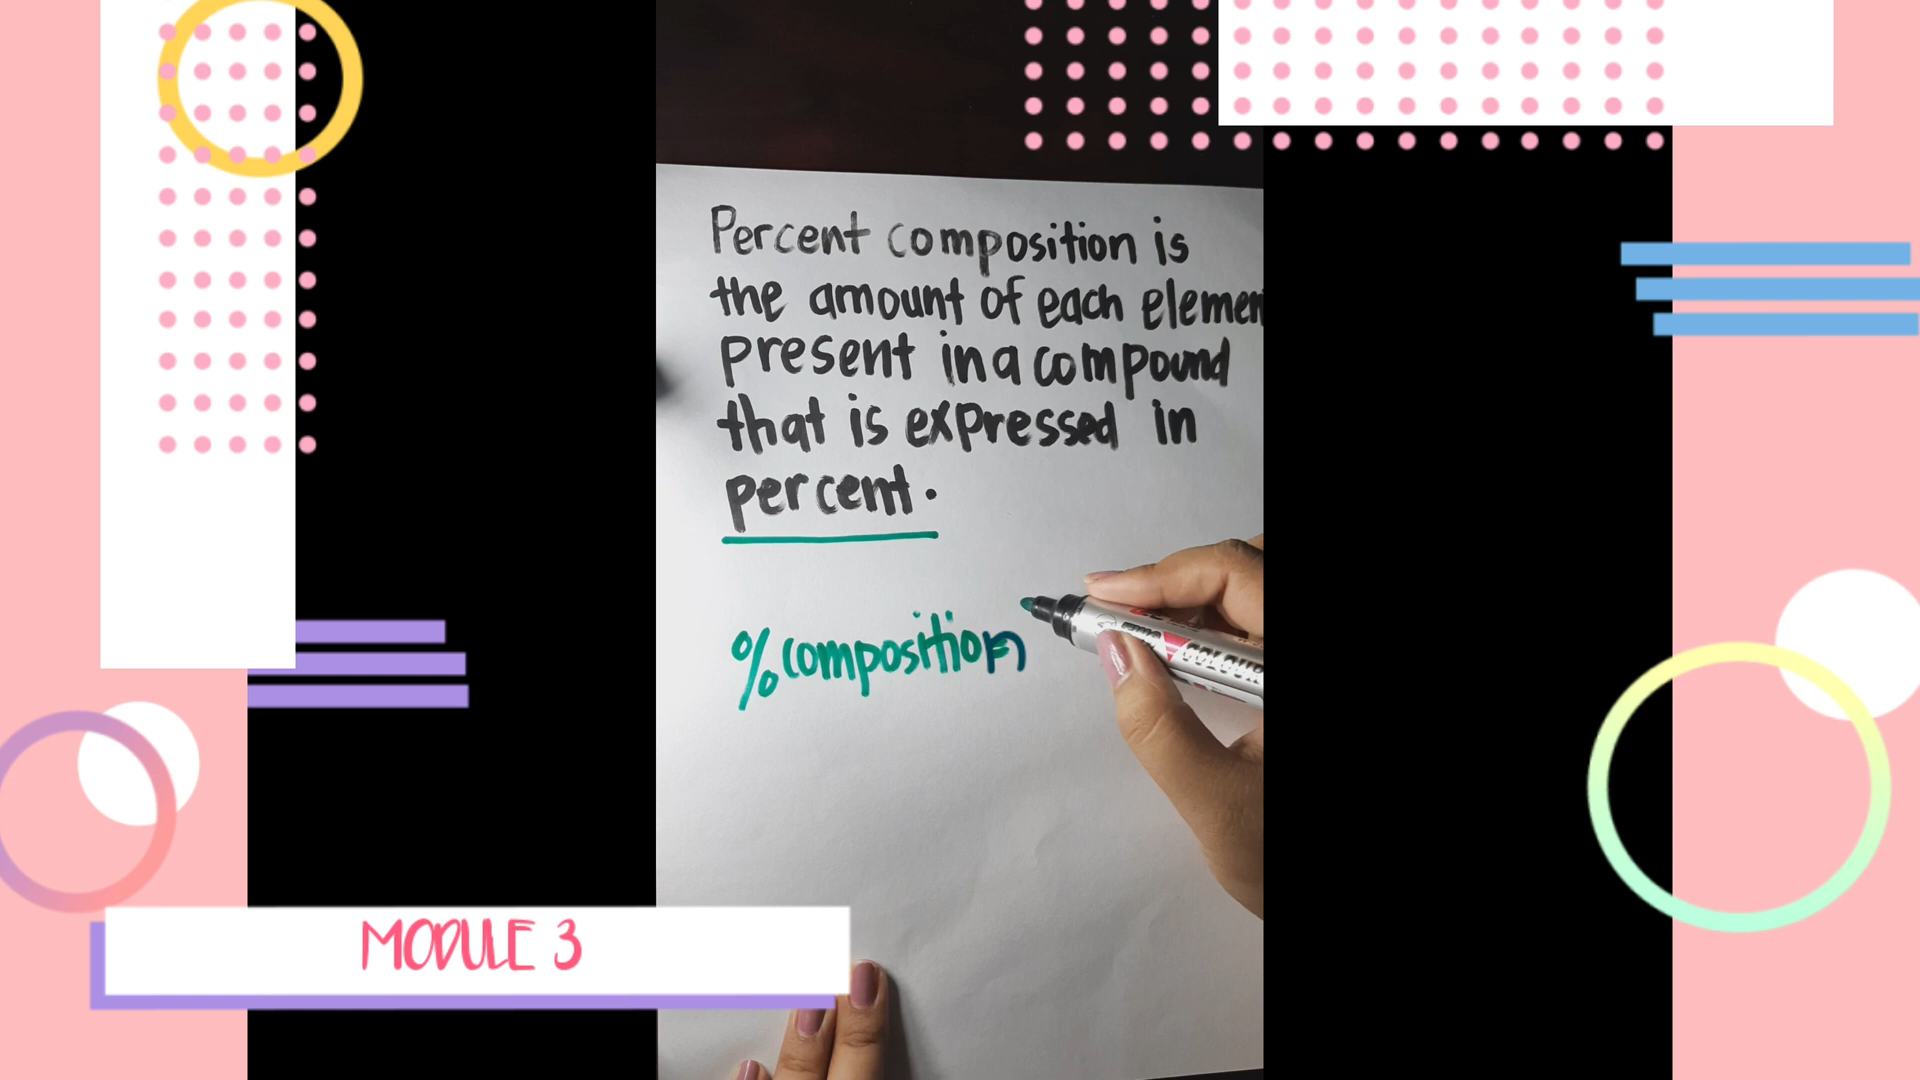 Percent composition is
the amount of each elemen
present in a compound
that is expressed in
percent.
%composition
MODULE 3